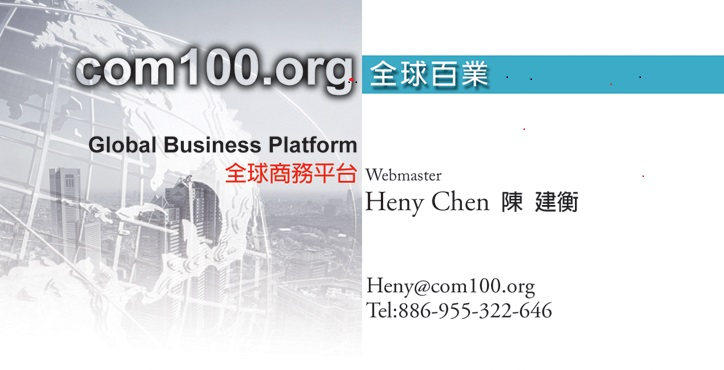 com100.org 全球百業
Global Business Platform
全球商務平台
Webmaster
Heny Chen 陳 建衡
Heny@com100.org
Tel:886-955-322-646